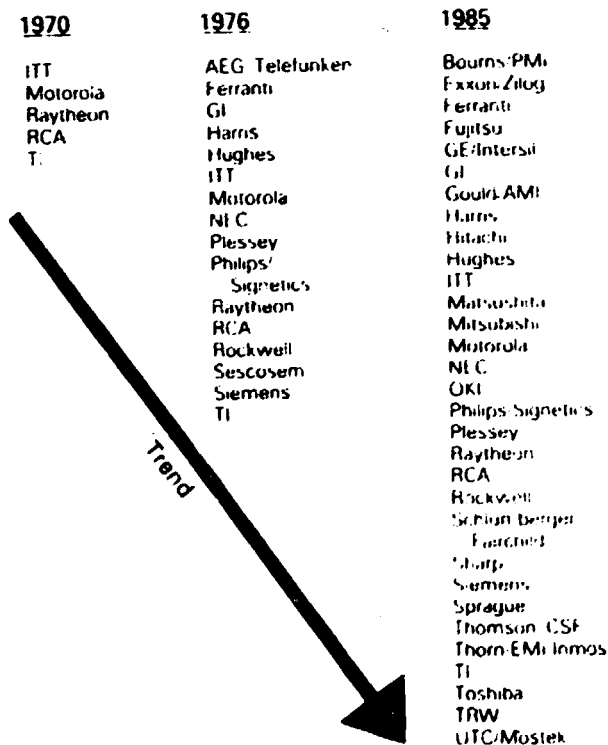 1970
ITT
Motorola
Raytheon
RCA
TI
1976
AEG Telefunken
Ferranti
GI
Harris
Hughes
ITT
Motorola
NEC
Plessey
Philips/
Signetics
Raytheon
RCA
Rockwell
Sescosem
Siemens
TI
1985
Bourns/PMI
Exxon/Zilog
Ferranti
Fujitsu
GE/Intersil
GI
Gould-AMI
Harris
Hitachi
Hughes
ITT
Matsushita
Mitsubishi
Motorola
NEC
OKI
Philips-Signetics
Plessey
Raytheon
RCA
Rockwell
Schlumberger
Fairchild
Sharp
Siemens
Sprague
Thomson CSF
Thorn-EMI Inmos
TI
Toshiba
TRW
UTC/Mostek
Trend